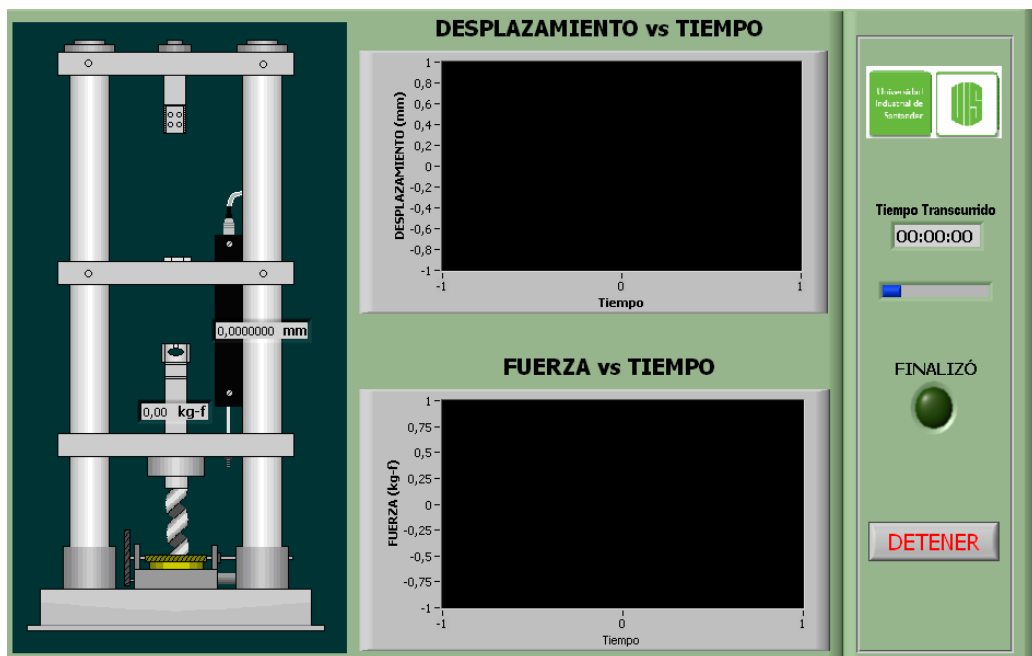 DESPLAZAMIENTO vs TIEMPO
DESPLAZAMIENTO (mm)
1
0,8
0,6
0,4
0,2
0
-0,2
-0,4
-0,6
-0,8
-1
-1 0 1
Tiempo
0,0000000 mm
0,00 kg-f
FUERZA vs TIEMPO
FUERZA (kg-f)
1
0,75
0,5
0,25
0
-0,25
-0,5
-0,75
-1
-1 0 1
Tiempo
Universidad
Industrial de
Santander
UIS
Tiempo Transcurrido
00:00:00
FINALIZÓ
DETENER